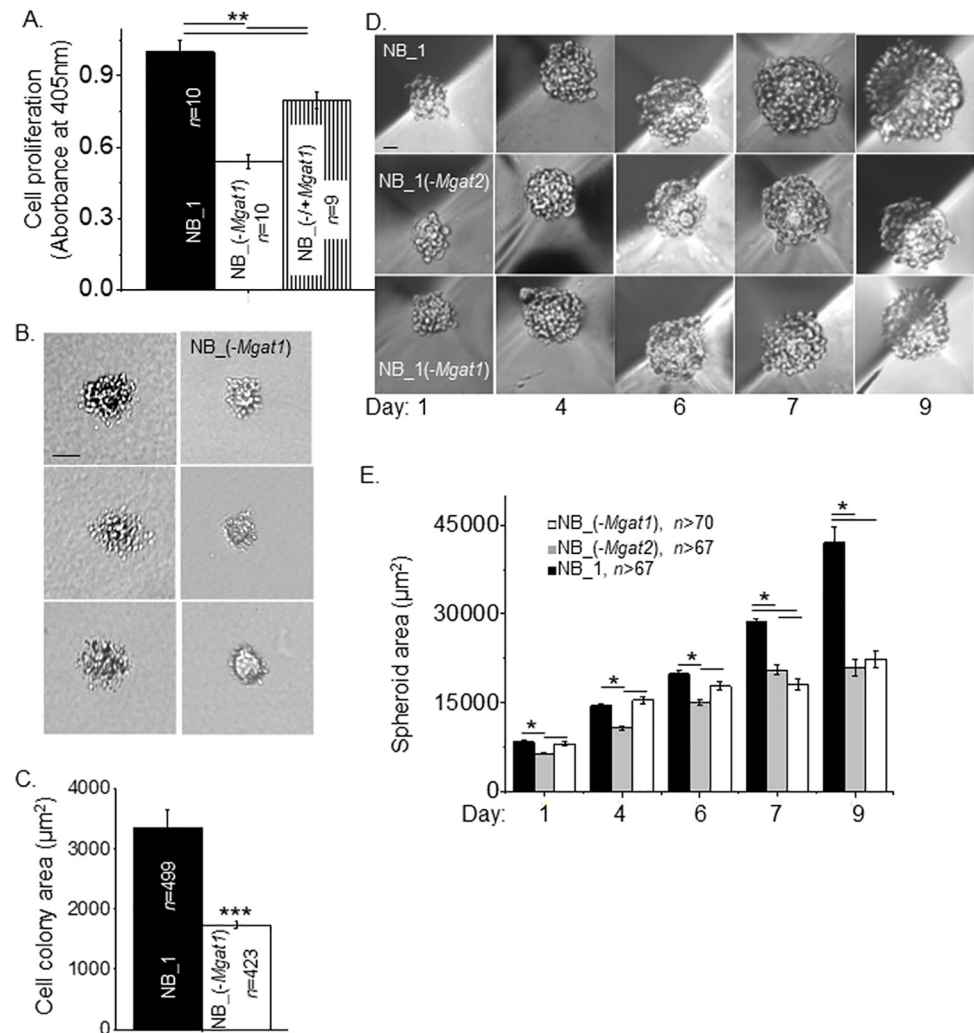 A.
**
Cell proliferation
(Aborbance at 405nm)
0.9
0.6
0.3
0.0
NB_1 n=10
NB_(-Mgat1)
n=10
NB_(-/+Mgat1)
n=9
B.
NB_(-Mgat1)
C.
Cell colony area (µm²)
4000
3000
2000
1000
0
NB_1 n=499
***
NB_(-Mgat1)
n=423
D.
NB_1
NB_1(-Mgat2)
NB_1(-Mgat1)
Day: 1 4 6 7 9
E.
Spheroid area (µm²)
45000
30000
15000
0
NB_(-Mgat1), n>70
NB_(-Mgat2), n>67
NB_1, n>67
* * * * *
Day: 1 4 6 7 9